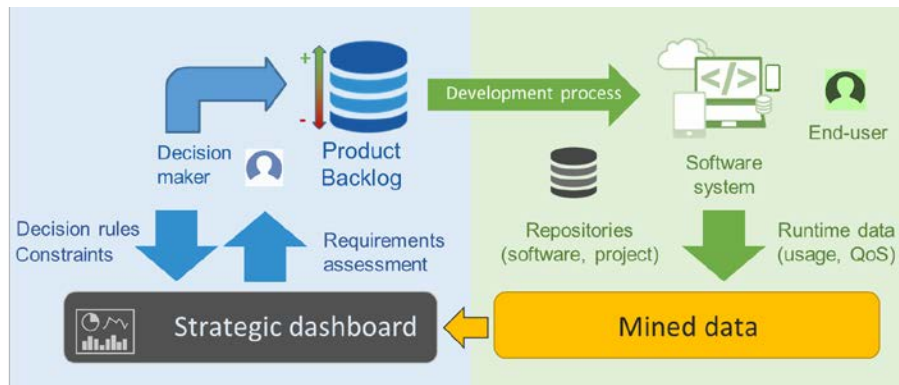 +
-
Decision
maker
Product
Backlog
Development process
</>
End-user
Software
system
Decision rules
Constraints
Requirements
assessment
Repositories
(software, project)
Runtime data
(usage, QoS)
Strategic dashboard
Mined data